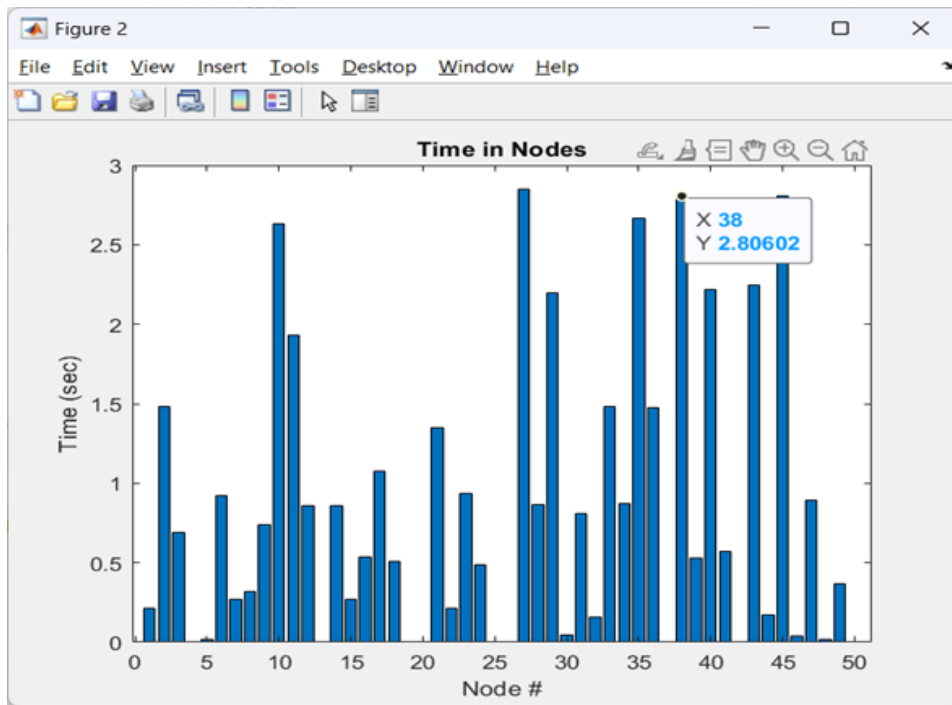 Figure 2
File Edit View Insert Tools Desktop Window Help
Time in Nodes
3
2.5
2
1.5
1
0.5
0
Time (sec)
X 38
Y 2.80602
0 5 10 15 20 25 30 35 40 45 50
Node #